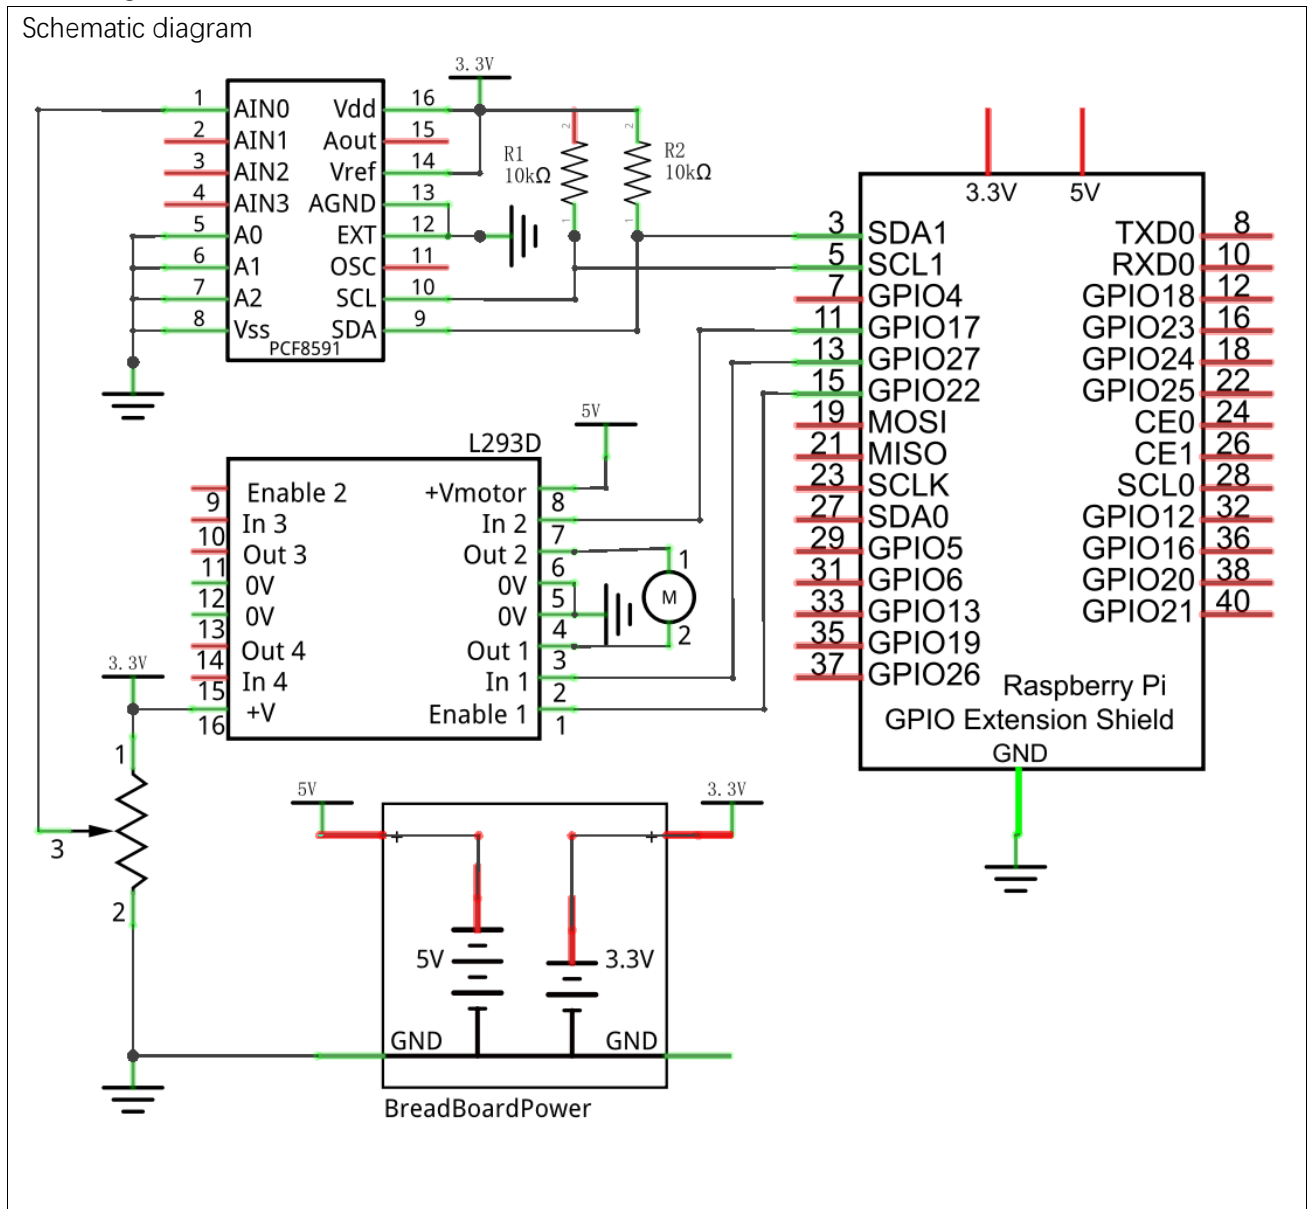 Schematic diagram
3.3V
1 AIN0 Vdd 16
2 AIN1 Aout 15
3 AIN2 Vref 14
4 AIN3 AGND 13
5 A0 EXT 12
6 A1 OSC 11
7 A2 SCL 10
8 Vss SDA 9
PCF8591
2
R1
10kΩ
1
2
R2
10kΩ
1
3.3V 5V
3 SDA1 TXD0 8
5 SCL1 RXD0 10
7 GPIO4 GPIO18 12
11 GPIO17 GPIO23 16
13 GPIO27 GPIO24 18
15 GPIO22 GPIO25 22
19 MOSI CE0 24
21 MISO CE1 26
23 SCLK SCL0 28
27 SDA0 GPIO12 32
29 GPIO5 GPIO16 36
31 GPIO6 GPIO20 38
33 GPIO13 GPIO21 40
35 GPIO19
37 GPIO26
Raspberry Pi
GPIO Extension Shield
GND
5V
L293D
9 Enable 2 +Vmotor 8
10 In 3 In 2 7
11 Out 3 Out 2 6
12 0V 0V 5
13 0V 0V 4
14 Out 4 Out 1 3
15 In 4 In 1 2
16 +V Enable 1 1
1
M
2
3.3V
1
3
2
5V
3.3V
+ +
5V 3.3V
GND GND
BreadBoardPower